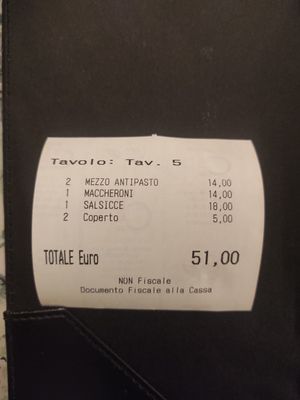 Tavolo: Tav. 5
2 MEZZO ANTIPASTO 14,00
1 MACCHERONI 14,00
1 SALSICCE 18,00
2 Coperto 5,00
TOTALE Euro 51,00
NON Fiscale
Documento Fiscale alla Cassa